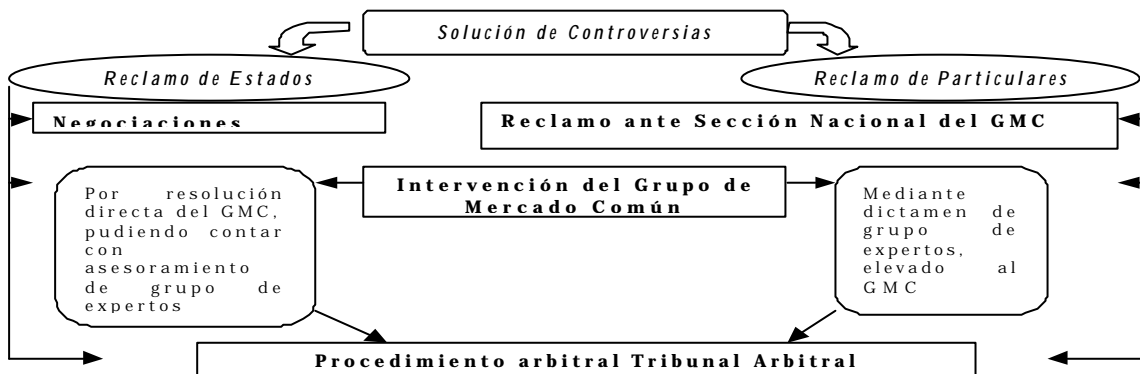 Solución de Controversias
Reclamo de Estados
Reclamo de Particulares
Negociaciones
Reclamo ante Sección Nacional del GMC
Por resolución
directa del GMC,
pudiendo contar
con
asesoramiento
de grupo de
expertos
Intervención del Grupo de
Mercado Común
Mediante
dictamen de
grupo de
expertos,
elevado al
GMC
Procedimiento arbitral Tribunal Arbitral